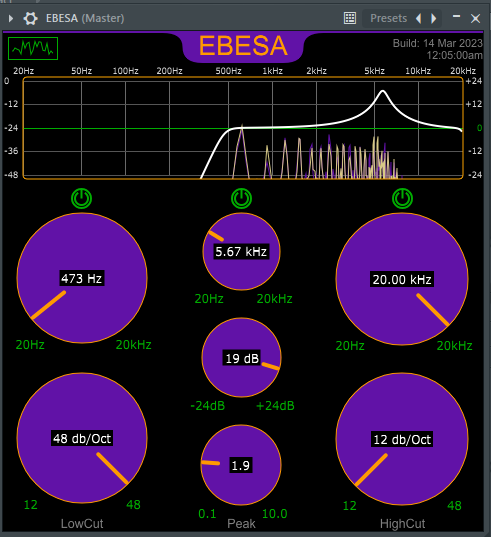 EBESA (Master)
Presets
EBESA
Build: 14 Mar 2023
12:05:00am
20Hz 50Hz 100Hz 200Hz 500Hz 1kHz 2kHz 5kHz 10kHz 20kHz
0 +24
-12 +12
-24 0
-36 -12
-48 -24
473 Hz
20Hz 20kHz
5.67 kHz
20Hz 20kHz
20.00 kHz
20Hz 20kHz
19 dB
-24dB +24dB
48 db/Oct
12 48
LowCut
1.9
0.1 10.0
Peak
12 db/Oct
12 48
HighCut